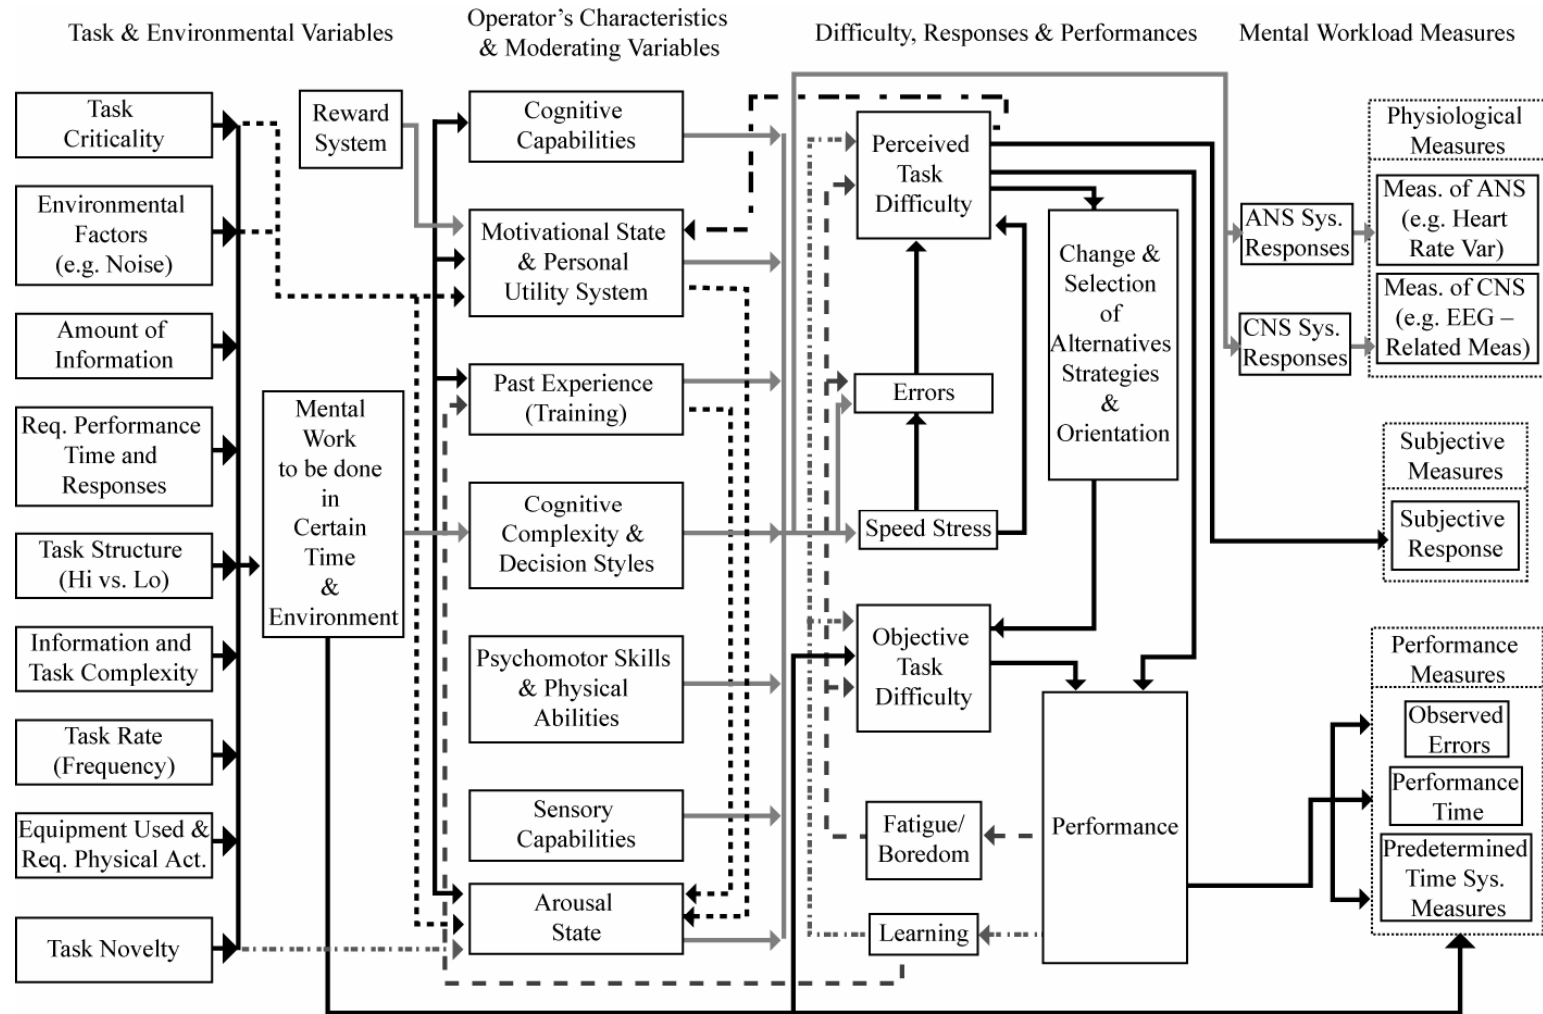 Task & Environmental Variables
Operator’s Characteristics
& Moderating Variables
Difficulty, Responses & Performances
Mental Workload Measures
Task
Criticality
Environmental
Factors
(e.g. Noise)
Amount of
Information
Req. Performance
Time and
Responses
Task Structure
(Hi vs. Lo)
Information and
Task Complexity
Task Rate
(Frequency)
Equipment Used &
Req. Physical Act.
Task Novelty
Reward
System
Mental
Work
to be done
in
Certain
Time
&
Environment
Cognitive
Capabilities
Motivational State
& Personal
Utility System
Past Experience
(Training)
Cognitive
Complexity &
Decision Styles
Psychomotor Skills
& Physical
Abilities
Sensory
Capabilities
Arousal
State
Perceived
Task
Difficulty
Errors
Speed Stress
Objective
Task
Difficulty
Fatigue/
Boredom
Learning
Change &
Selection
of
Alternatives
Strategies
&
Orientation
Performance
ANS Sys.
Responses
CNS Sys.
Responses
Physiological
Measures
Meas. of ANS
(e.g. Heart
Rate Var)
Meas. of CNS
(e.g. EEG –
Related Meas)
Subjective
Measures
Subjective
Response
Performance
Measures
Observed
Errors
Performance
Time
Predetermined
Time Sys.
Measures